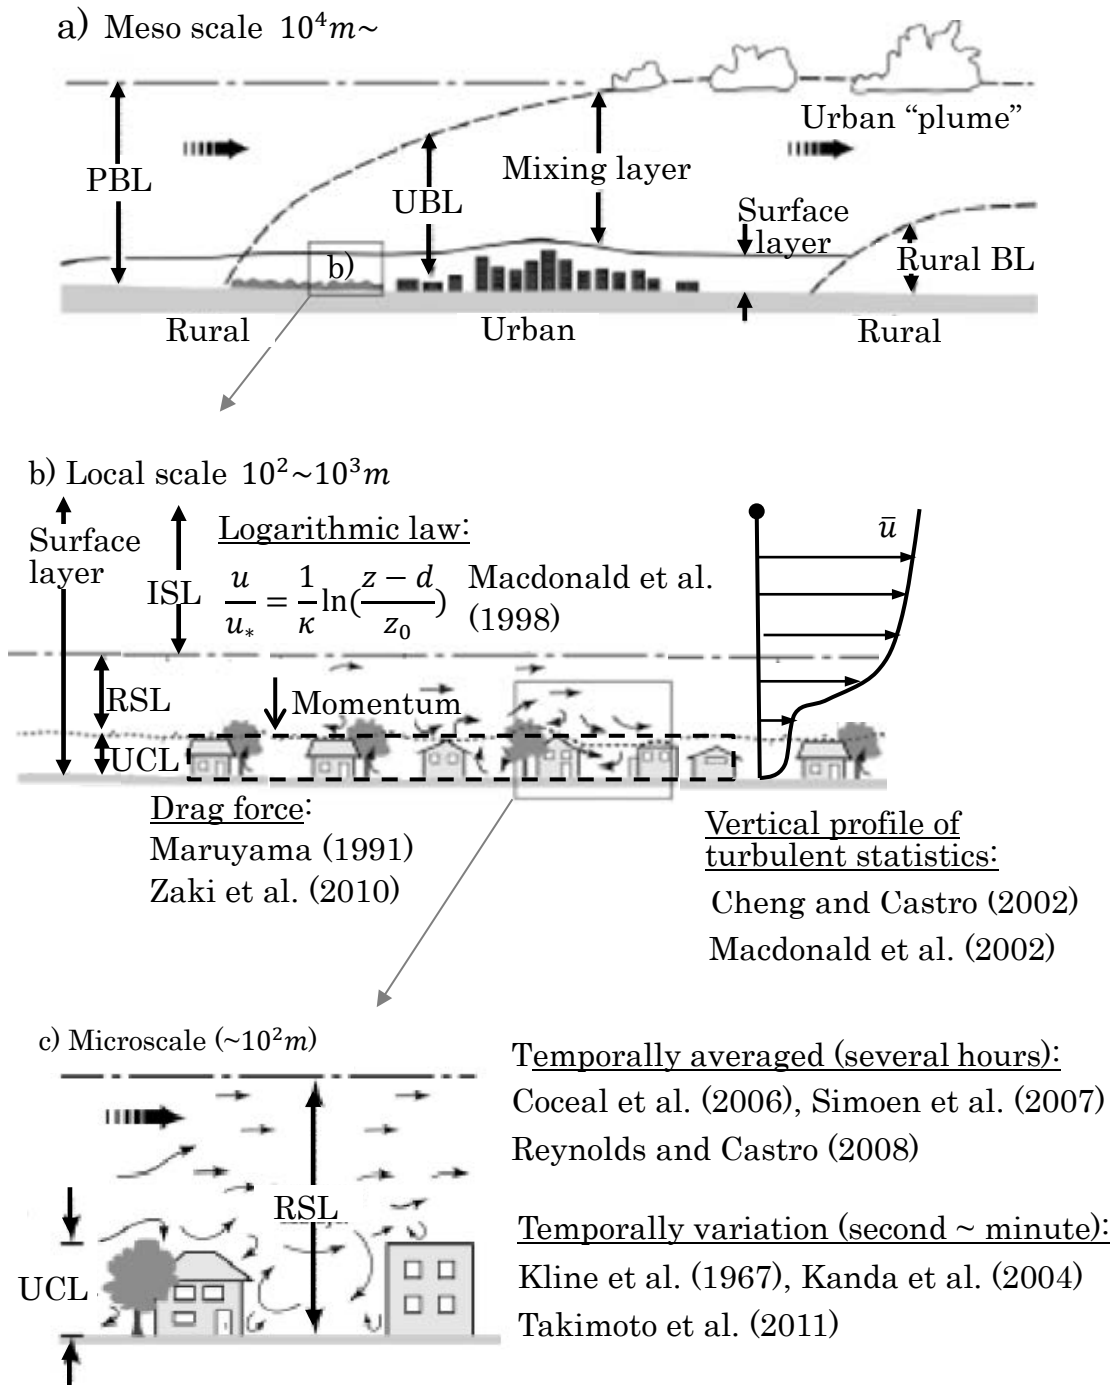 a) Meso scale 10⁴m~
Urban “plume”
Mixing layer
PBL
UBL
Surface
layer
b)
Rural BL
Rural
Urban
Rural
b) Local scale 10²~10³m
Surface
layer
ISL
Logarithmic law:
u/u* = 1/κ ln((z − d)/z₀)
Macdonald et al.
(1998)
ū
RSL
Momentum
UCL
Drag force:
Maruyama (1991)
Zaki et al. (2010)
Vertical profile of
turbulent statistics:
Cheng and Castro (2002)
Macdonald et al. (2002)
c) Microscale (~10²m)
RSL
UCL
Temporally averaged (several hours):
Coceal et al. (2006), Simoen et al. (2007)
Reynolds and Castro (2008)
Temporally variation (second ~ minute):
Kline et al. (1967), Kanda et al. (2004)
Takimoto et al. (2011)